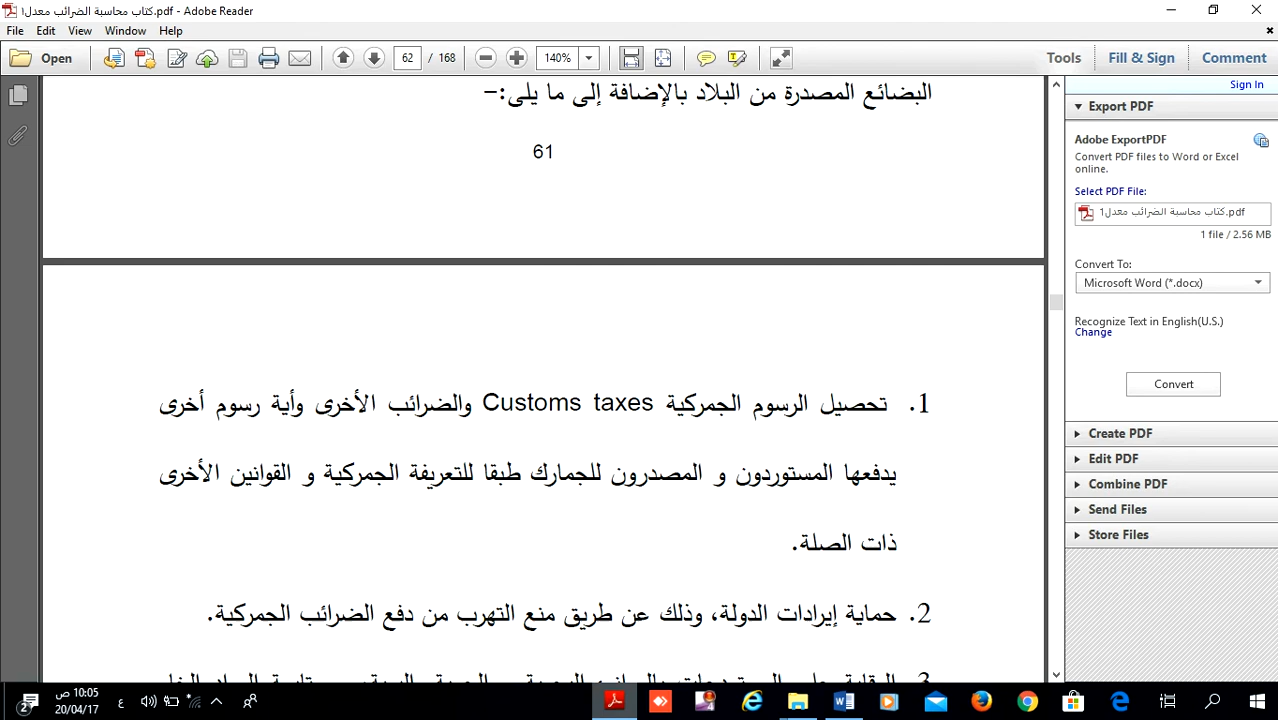 كتاب محاسبة الضرائب معدل1.pdf - Adobe Reader
File Edit View Window Help
Open 62 / 168 140% Tools Fill & Sign Comment
البضائع المصدرة من البلاد بالإضافة إلى ما يلى:-
61
1. تحصيل الرسوم الجمركية Customs taxes والضرائب الأخرى وأية رسوم أخرى
يدفعها المستوردون و المصدرون للجمارك طبقا للتعريفة الجمركية و القوانين الأخرى
ذات الصلة.
2. حماية إيرادات الدولة، وذلك عن طريق منع التهرب من دفع الضرائب الجمركية.
Sign In
Export PDF
Adobe ExportPDF
Convert PDF files to Word or Excel
online.
Select PDF File:
كتاب محاسبة الضرائب معدل1.pdf
1 file / 2.56 MB
Convert To:
Microsoft Word (*.docx)
Recognize Text in English(U.S.)
Change
Convert
Create PDF
Edit PDF
Combine PDF
Send Files
Store Files
10:05 ص
20/04/17
ع
2